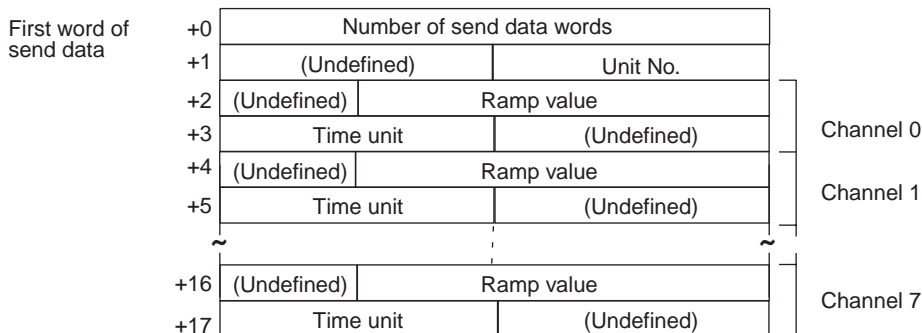 First word of
send data
+0 Number of send data words
+1 (Undefined) Unit No.
+2 (Undefined) Ramp value
+3 Time unit (Undefined)
Channel 0
+4 (Undefined) Ramp value
+5 Time unit (Undefined)
Channel 1
~ ~
+16 (Undefined) Ramp value
+17 Time unit (Undefined)
Channel 7